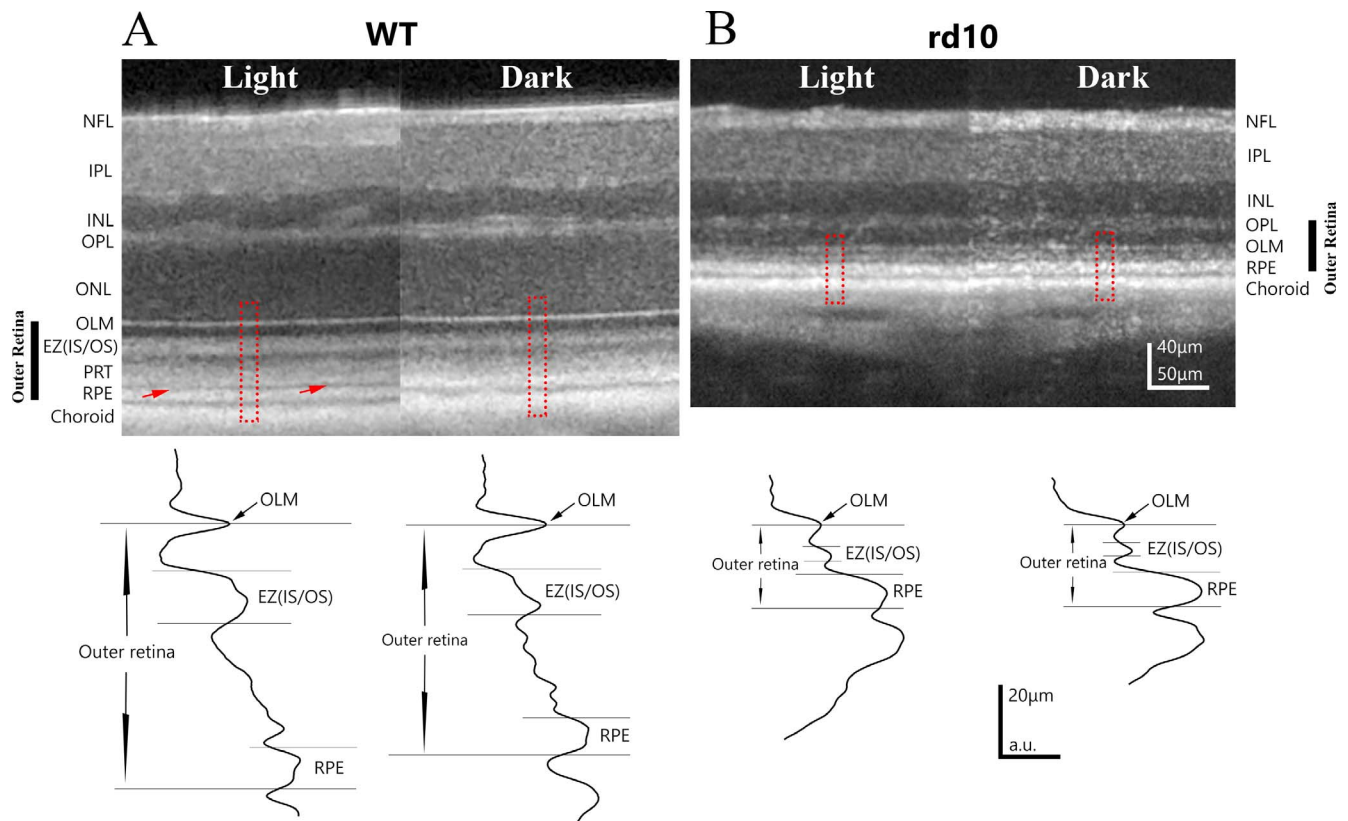 A
WT
B
rd10
Light
Dark
Light
Dark
NFL
IPL
INL
OPL
ONL
OLM
EZ(IS/OS)
PRT
RPE
Choroid
Outer Retina
NFL
IPL
INL
OPL
OLM
RPE
Choroid
Outer Retina
40µm
50µm
OLM
EZ(IS/OS)
Outer retina
RPE
OLM
EZ(IS/OS)
Outer retina
RPE
OLM
EZ(IS/OS)
Outer retina
RPE
OLM
EZ(IS/OS)
Outer retina
RPE
20µm
a.u.